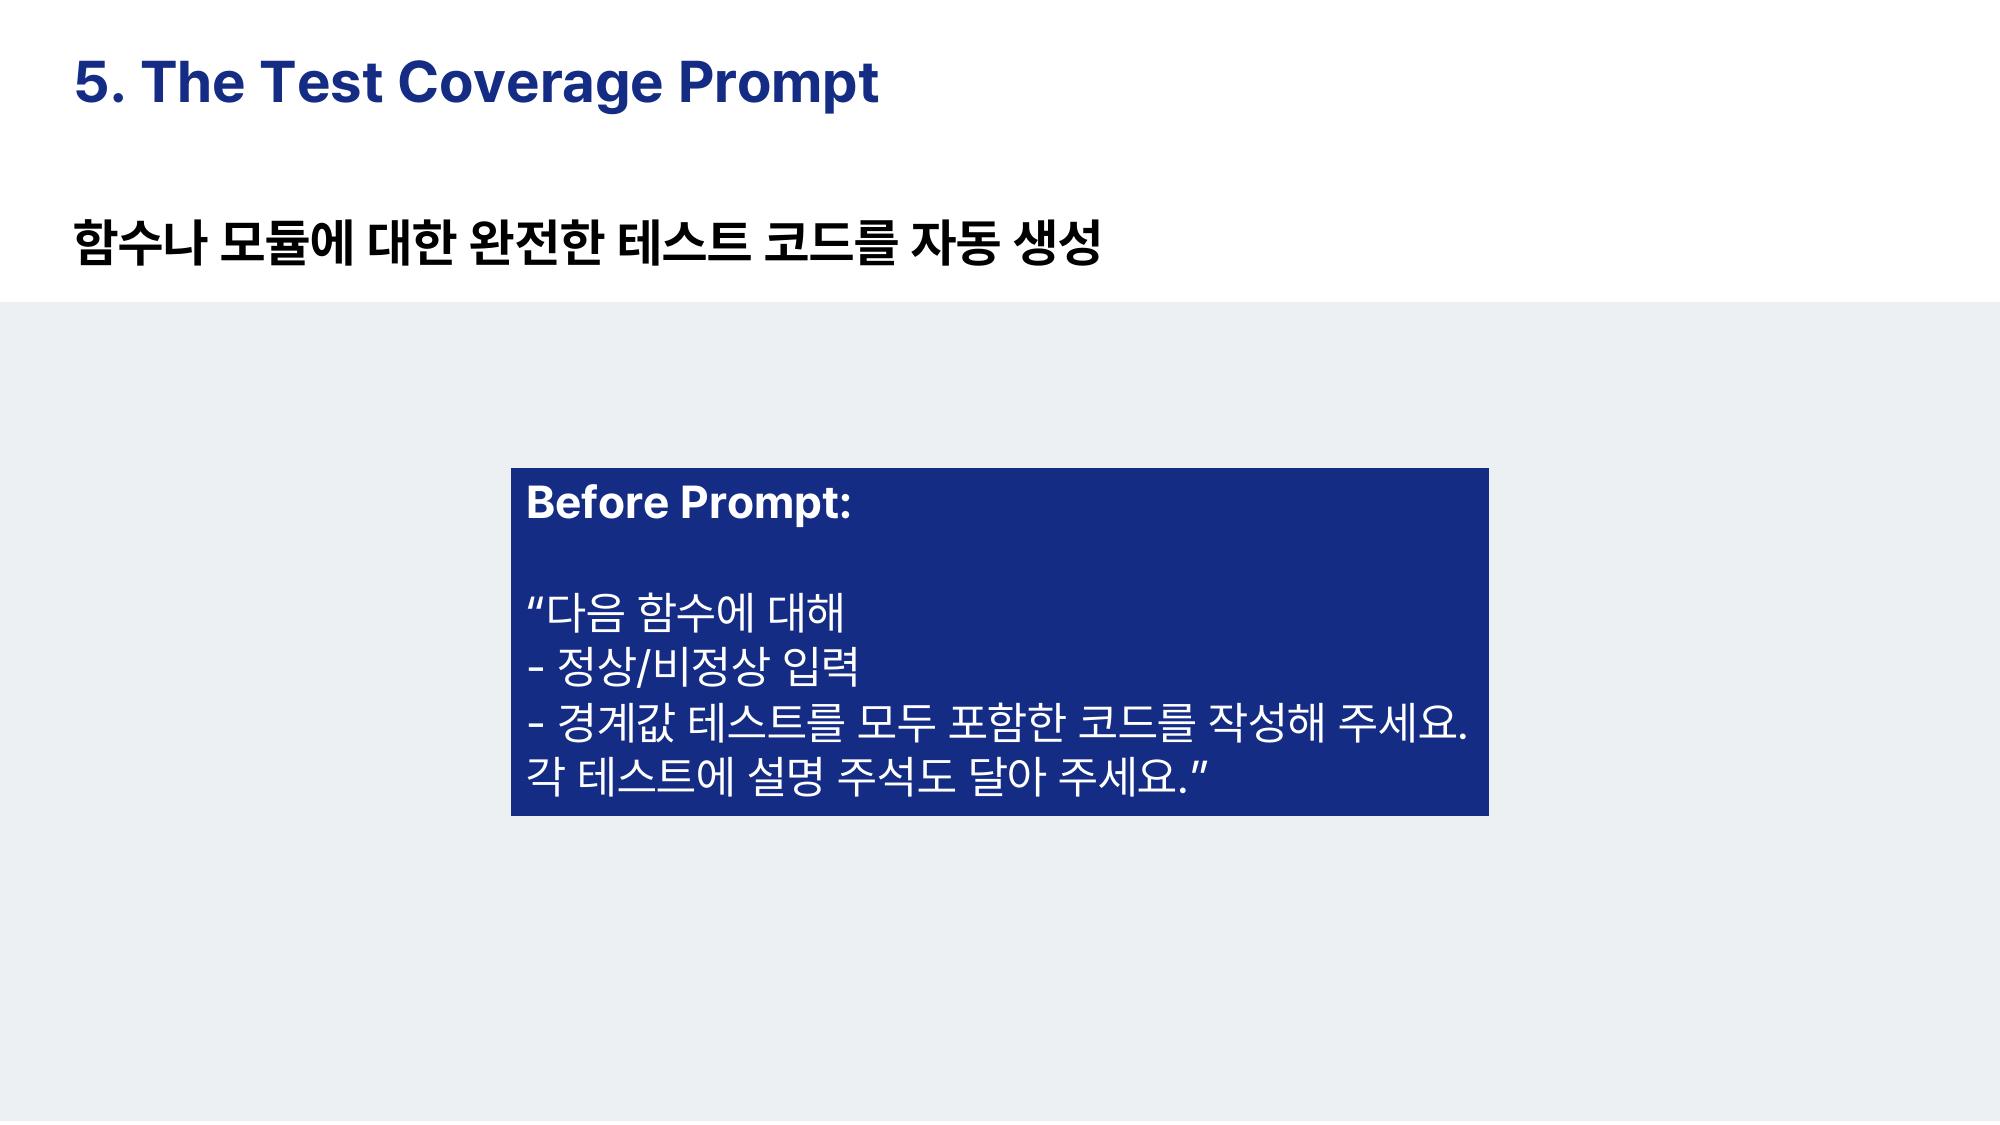 5. The Test Coverage Prompt
함수나 모듈에 대한 완전한 테스트 코드를 자동 생성
Before Prompt:
“다음 함수에 대해
- 정상/비정상 입력
- 경계값 테스트를 모두 포함한 코드를 작성해 주세요.
각 테스트에 설명 주석도 달아 주세요.”